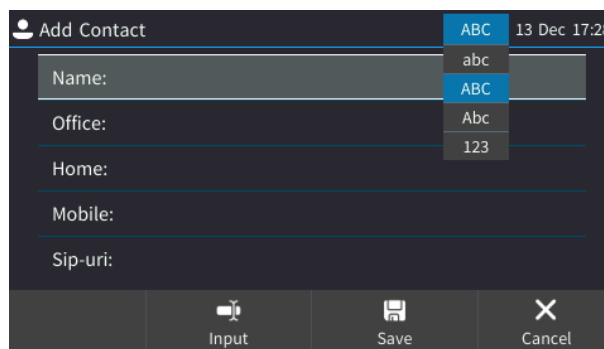 Add Contact ABC 13 Dec 17:28
abc
Name:
ABC
Office: Abc
123
Home:
Mobile:
Sip-uri:
Input Save Cancel